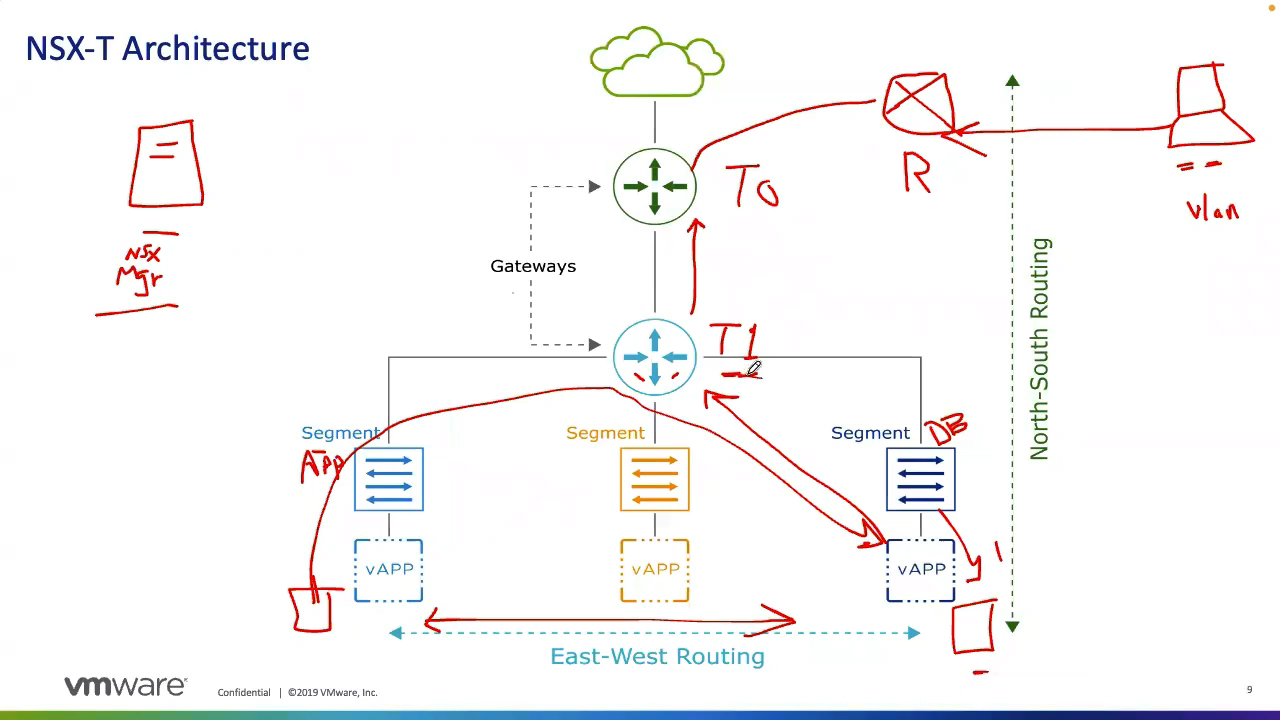 NSX-T Architecture
T0
R
vlan
NSX
Mgr
Gateways
T1
North-South Routing
Segment
Segment
Segment
DB
APP
vAPP
vAPP
vAPP
East-West Routing
vmware
Confidential | ©2019 VMware, Inc.
9